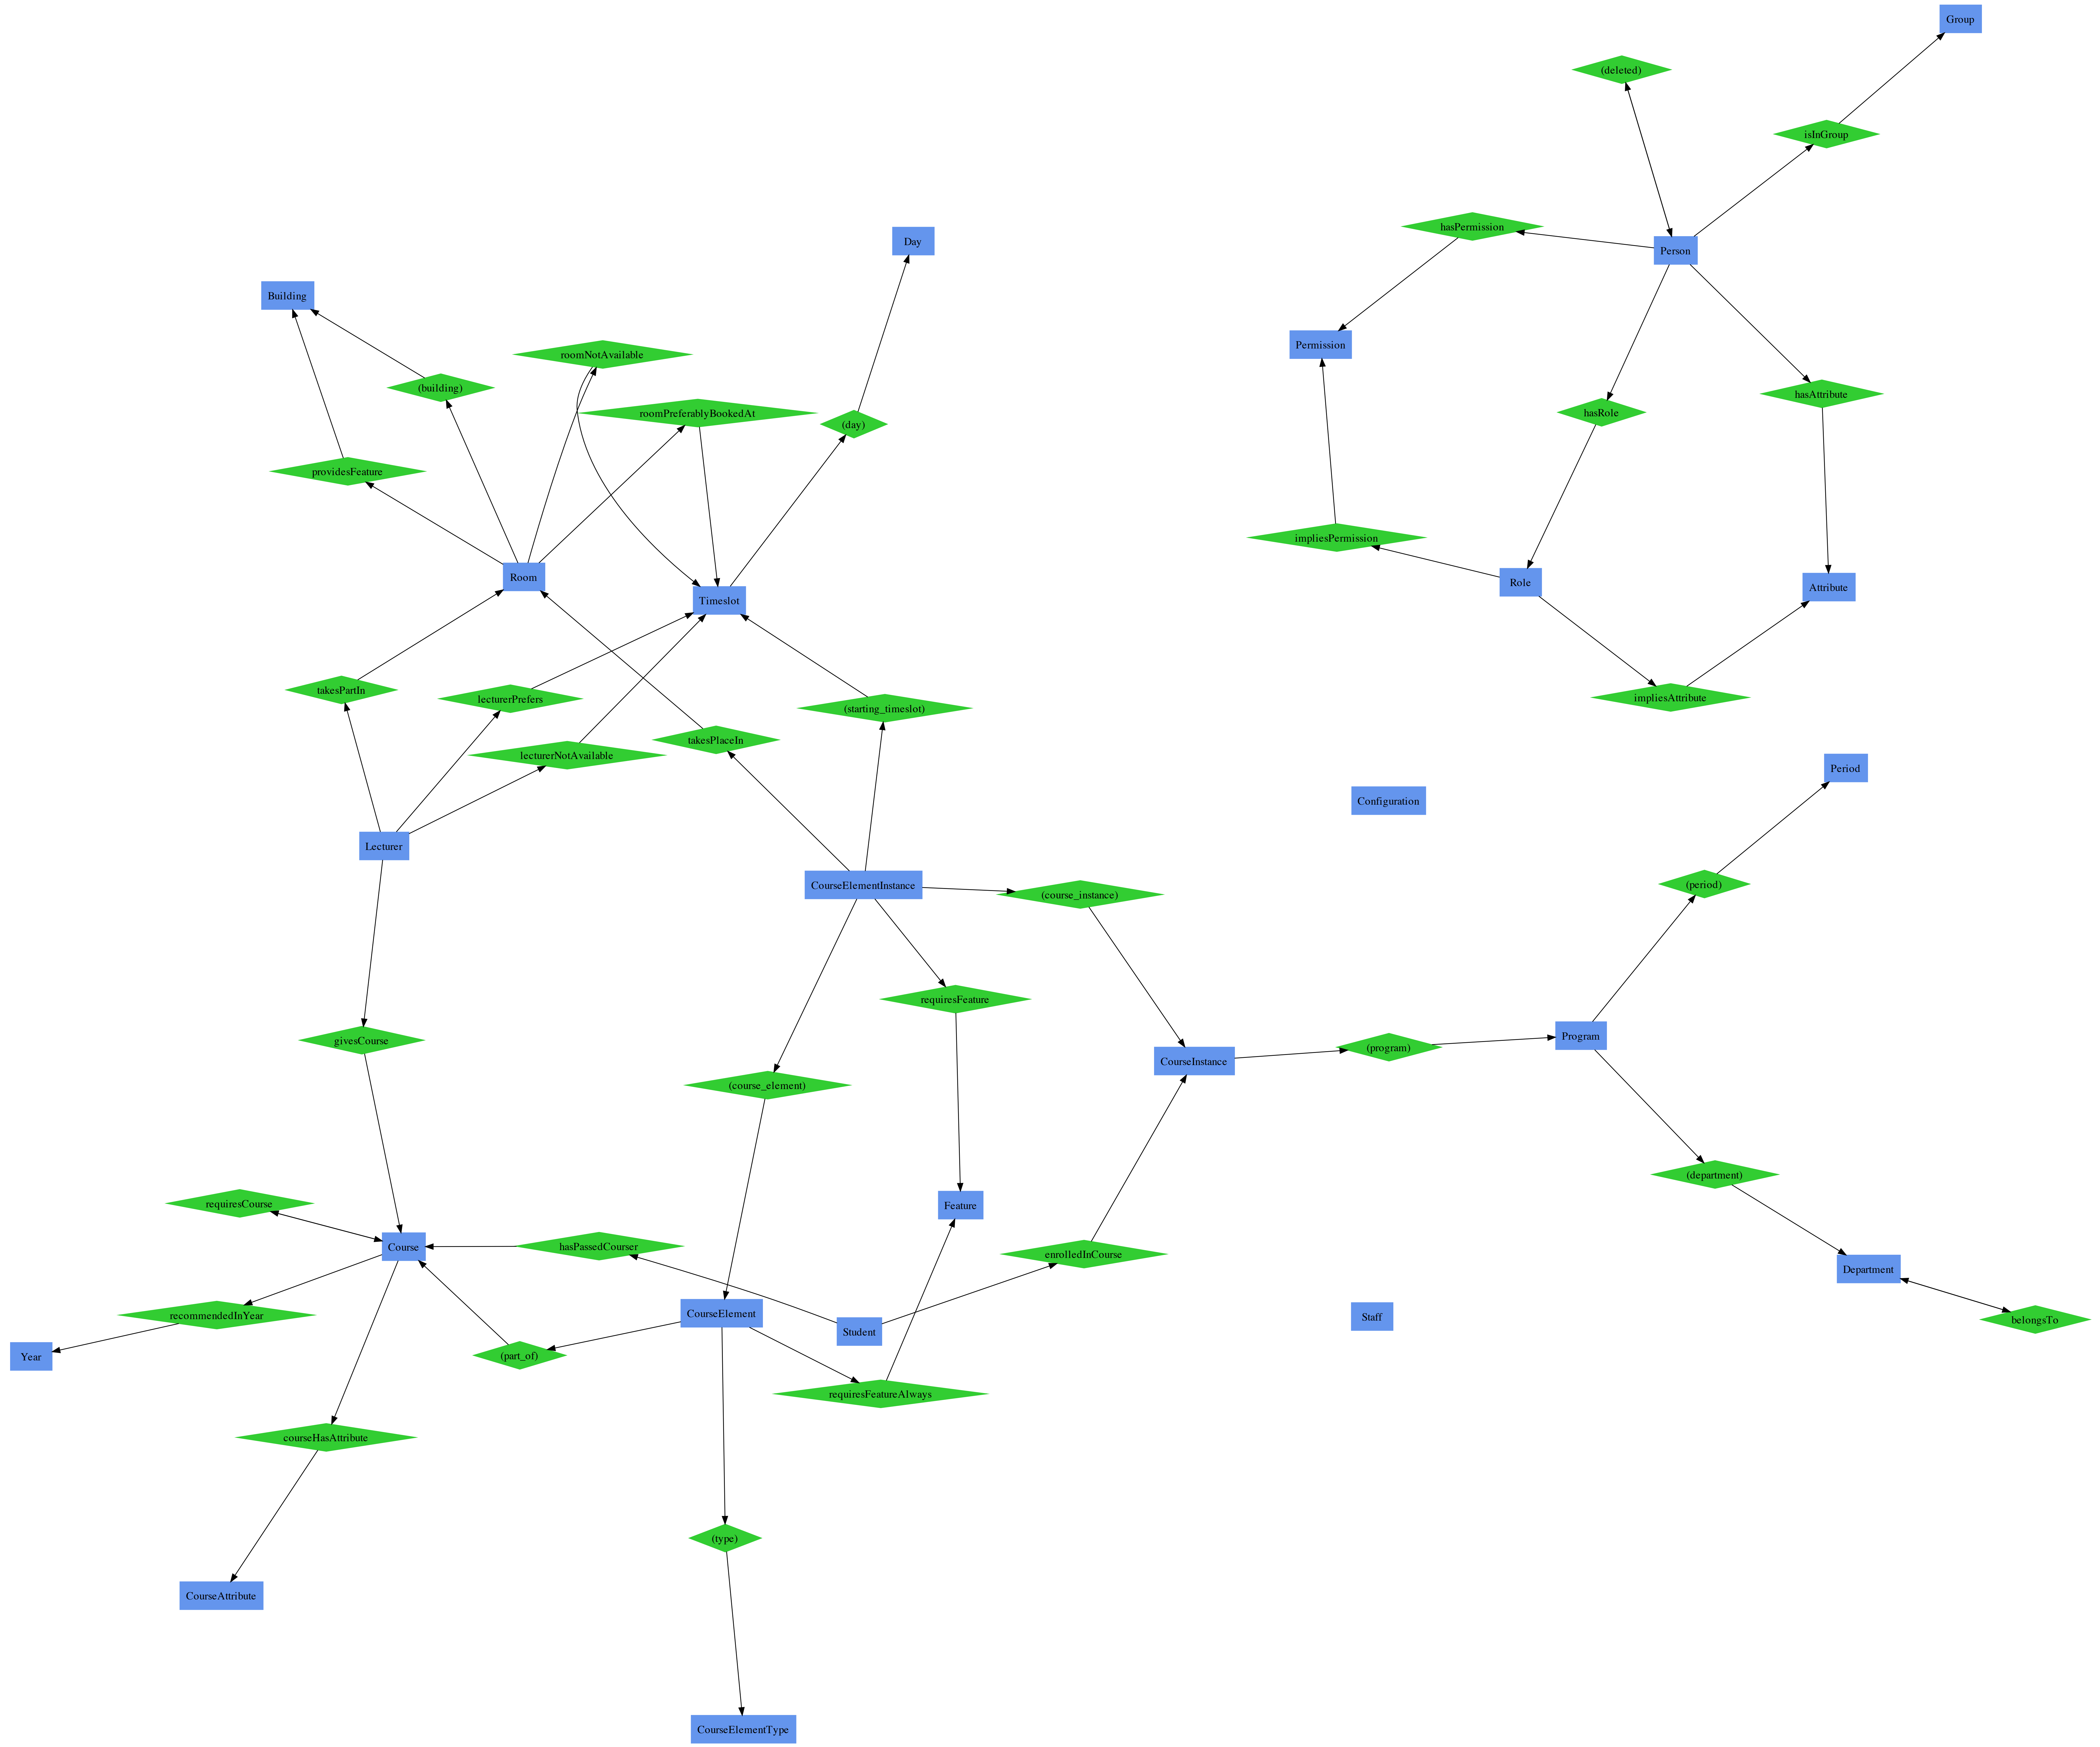 Group
(deleted)
isInGroup
hasPermission
Day
Person
Building
Permission
roomNotAvailable
(building)
hasAttribute
roomPreferablyBookedAt
hasRole
(day)
providesFeature
impliesPermission
Room
Role
Attribute
Timeslot
takesPartIn
impliesAttribute
lecturerPrefers
(starting_timeslot)
takesPlaceIn
lecturerNotAvailable
Period
Configuration
Lecturer
CourseElementInstance
(period)
(course_instance)
requiresFeature
Program
givesCourse
(program)
CourseInstance
(course_element)
(department)
requiresCourse
Feature
Course
hasPassedCourser
enrolledInCourse
Department
recommendedInYear
CourseElement
Staff
belongsTo
Student
Year
(part_of)
requiresFeatureAlways
courseHasAttribute
(type)
CourseAttribute
CourseElementType